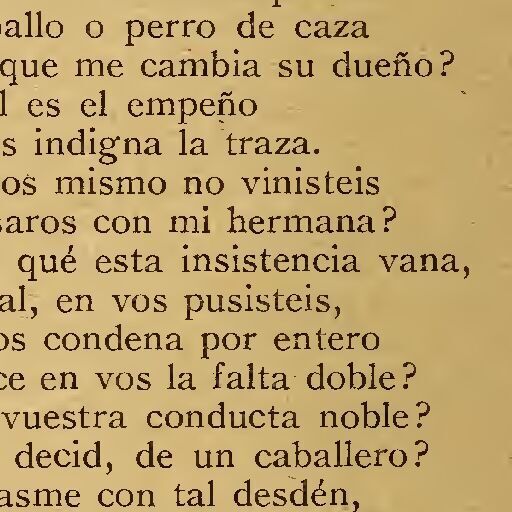 allo o perro de caza
que me cambia su dueño?
l es el empeño
s indigna la traza.
os mismo no vinisteis
saros con mi hermana?
qué esta insistencia vana,
al, en vos pusisteis,
os condena por entero
ce en vos la falta doble?
vuestra conducta noble?
decid, de un caballero?
asme con tal desdén,